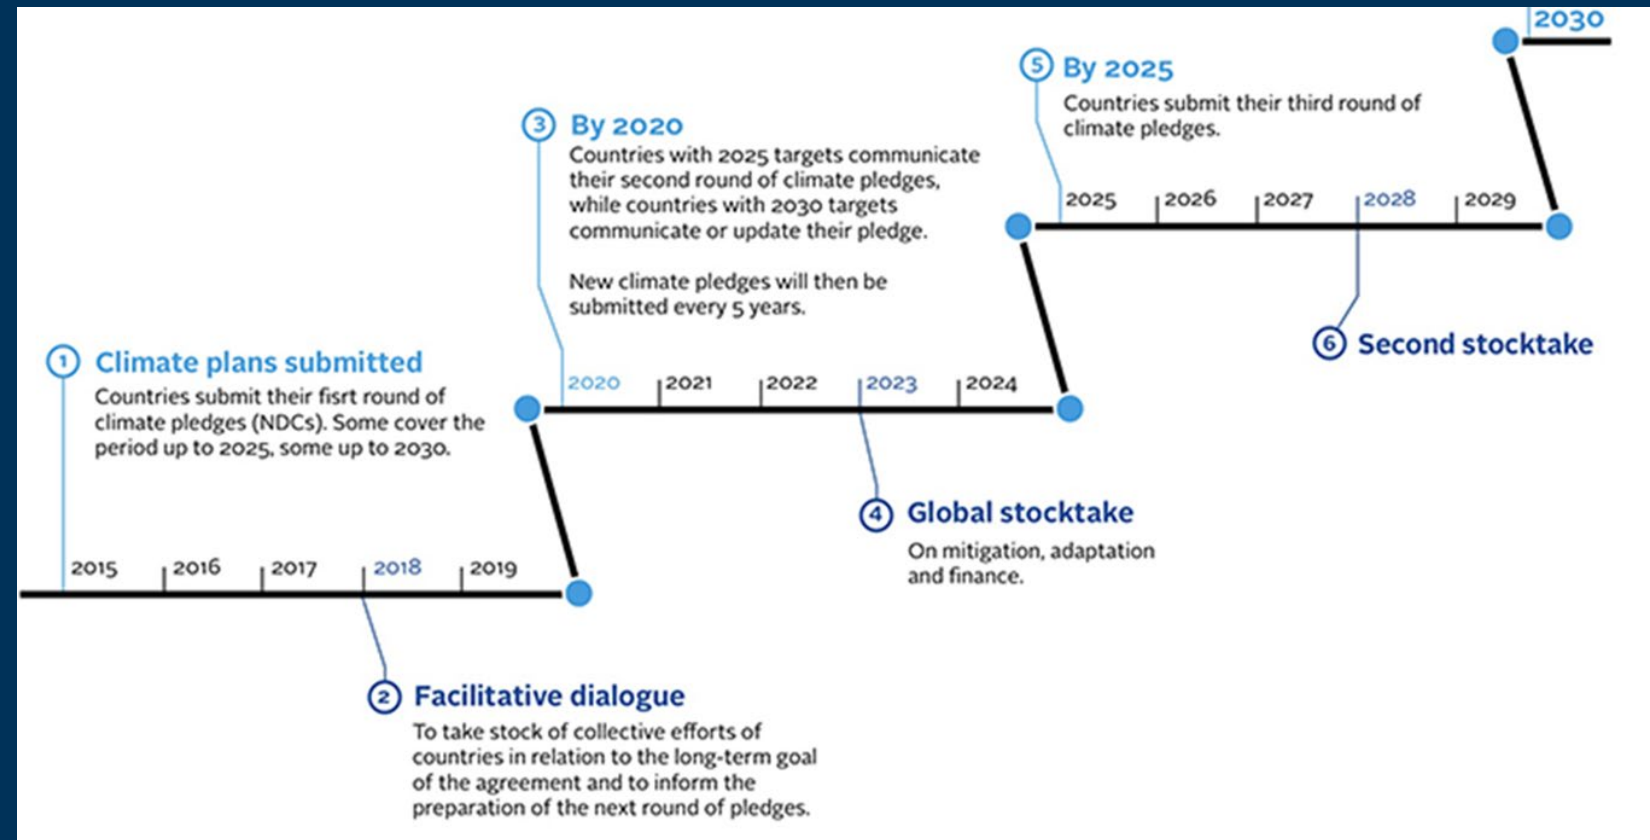 2030
5 By 2025
Countries submit their third round of
climate pledges.
2025 2026 2027 2028 2029
6 Second stocktake
3 By 2020
Countries with 2025 targets communicate
their second round of climate pledges,
while countries with 2030 targets
communicate or update their pledge.
New climate pledges will then be
submitted every 5 years.
2020 2021 2022 2023 2024
4 Global stocktake
On mitigation, adaptation
and finance.
1 Climate plans submitted
Countries submit their fisrt round of
climate pledges (NDCs). Some cover the
period up to 2025, some up to 2030.
2015 2016 2017 2018 2019
2 Facilitative dialogue
To take stock of collective efforts of
countries in relation to the long-term goal
of the agreement and to inform the
preparation of the next round of pledges.